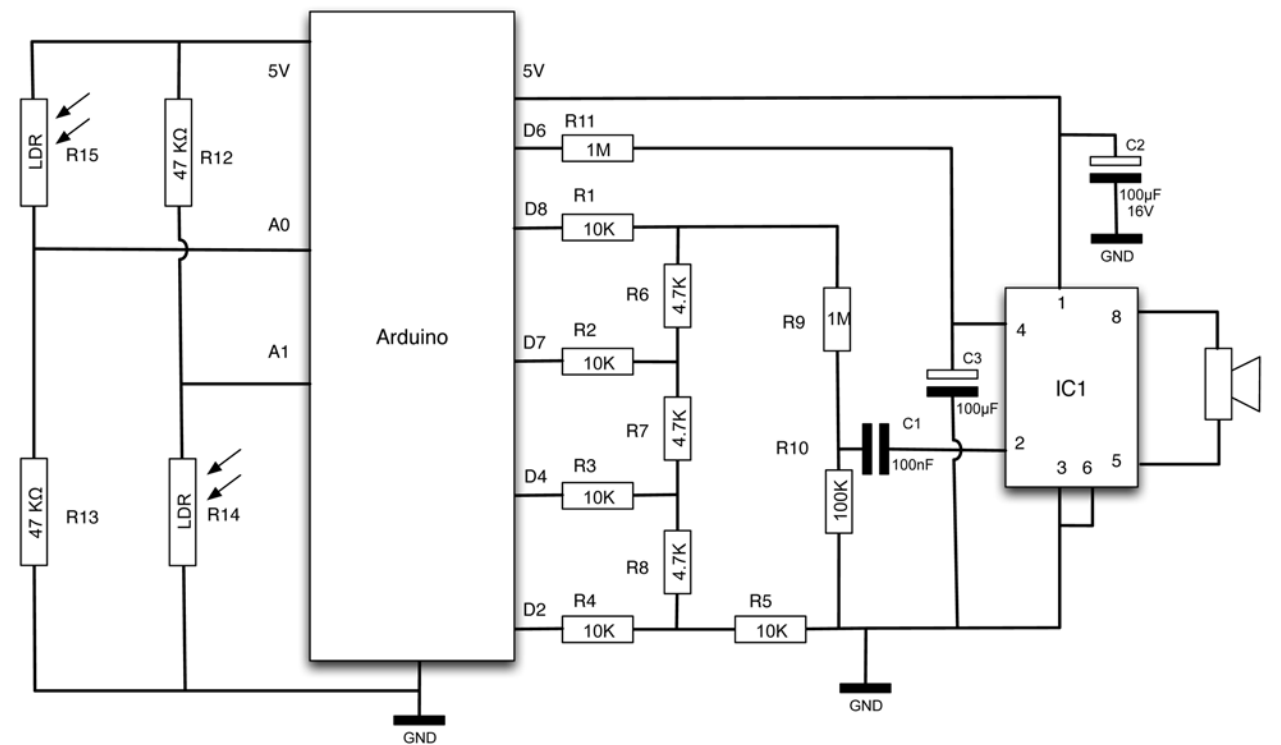 5V
LDR
R15
47 KΩ
R12
A0
A1
47 KΩ
R13
LDR
R14
Arduino
GND
5V
D6
R11
1M
D8
R1
10K
R6
4.7K
D7
R2
10K
R7
4.7K
D4
R3
10K
R8
4.7K
D2
R4
10K
R5
10K
R9
1M
R10
100K
C1
100nF
C3
100µF
C2
100µF
16V
GND
1
4
8
IC1
2
3
6
5
GND